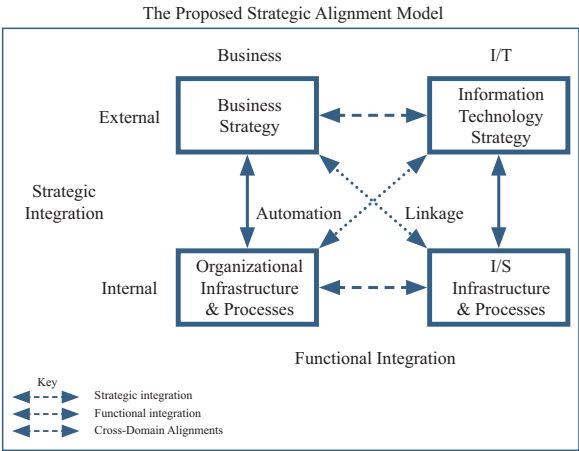 The Proposed Strategic Alignment Model
Business
I/T
External
Business
Strategy
Information
Technology
Strategy
Strategic
Integration
Automation
Linkage
Internal
Organizational
Infrastructure
& Processes
I/S
Infrastructure
& Processes
Functional Integration
Key
Strategic integration
Functional integration
Cross-Domain Alignments